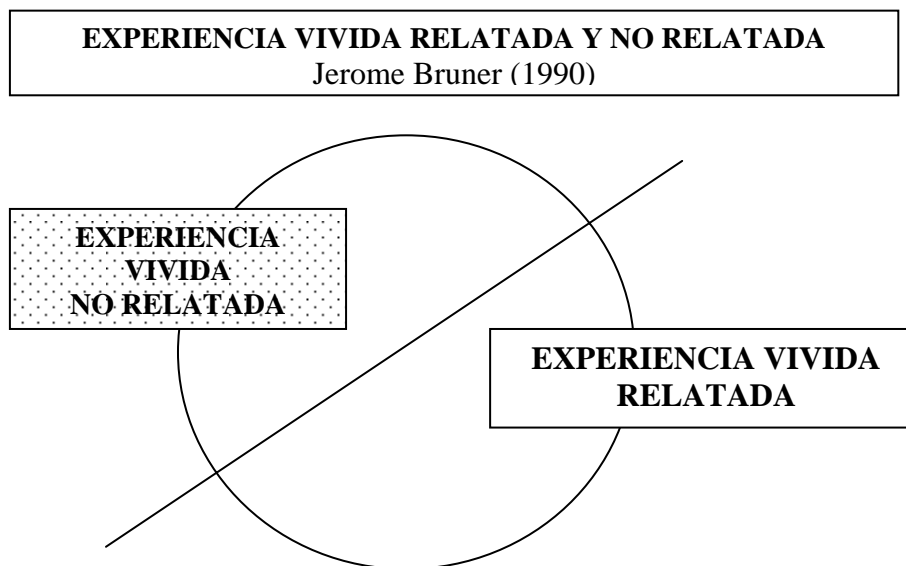 EXPERIENCIA VIVIDA RELATADA Y NO RELATADA
Jerome Bruner (1990)
EXPERIENCIA
VIVIDA
NO RELATADA
EXPERIENCIA VIVIDA
RELATADA